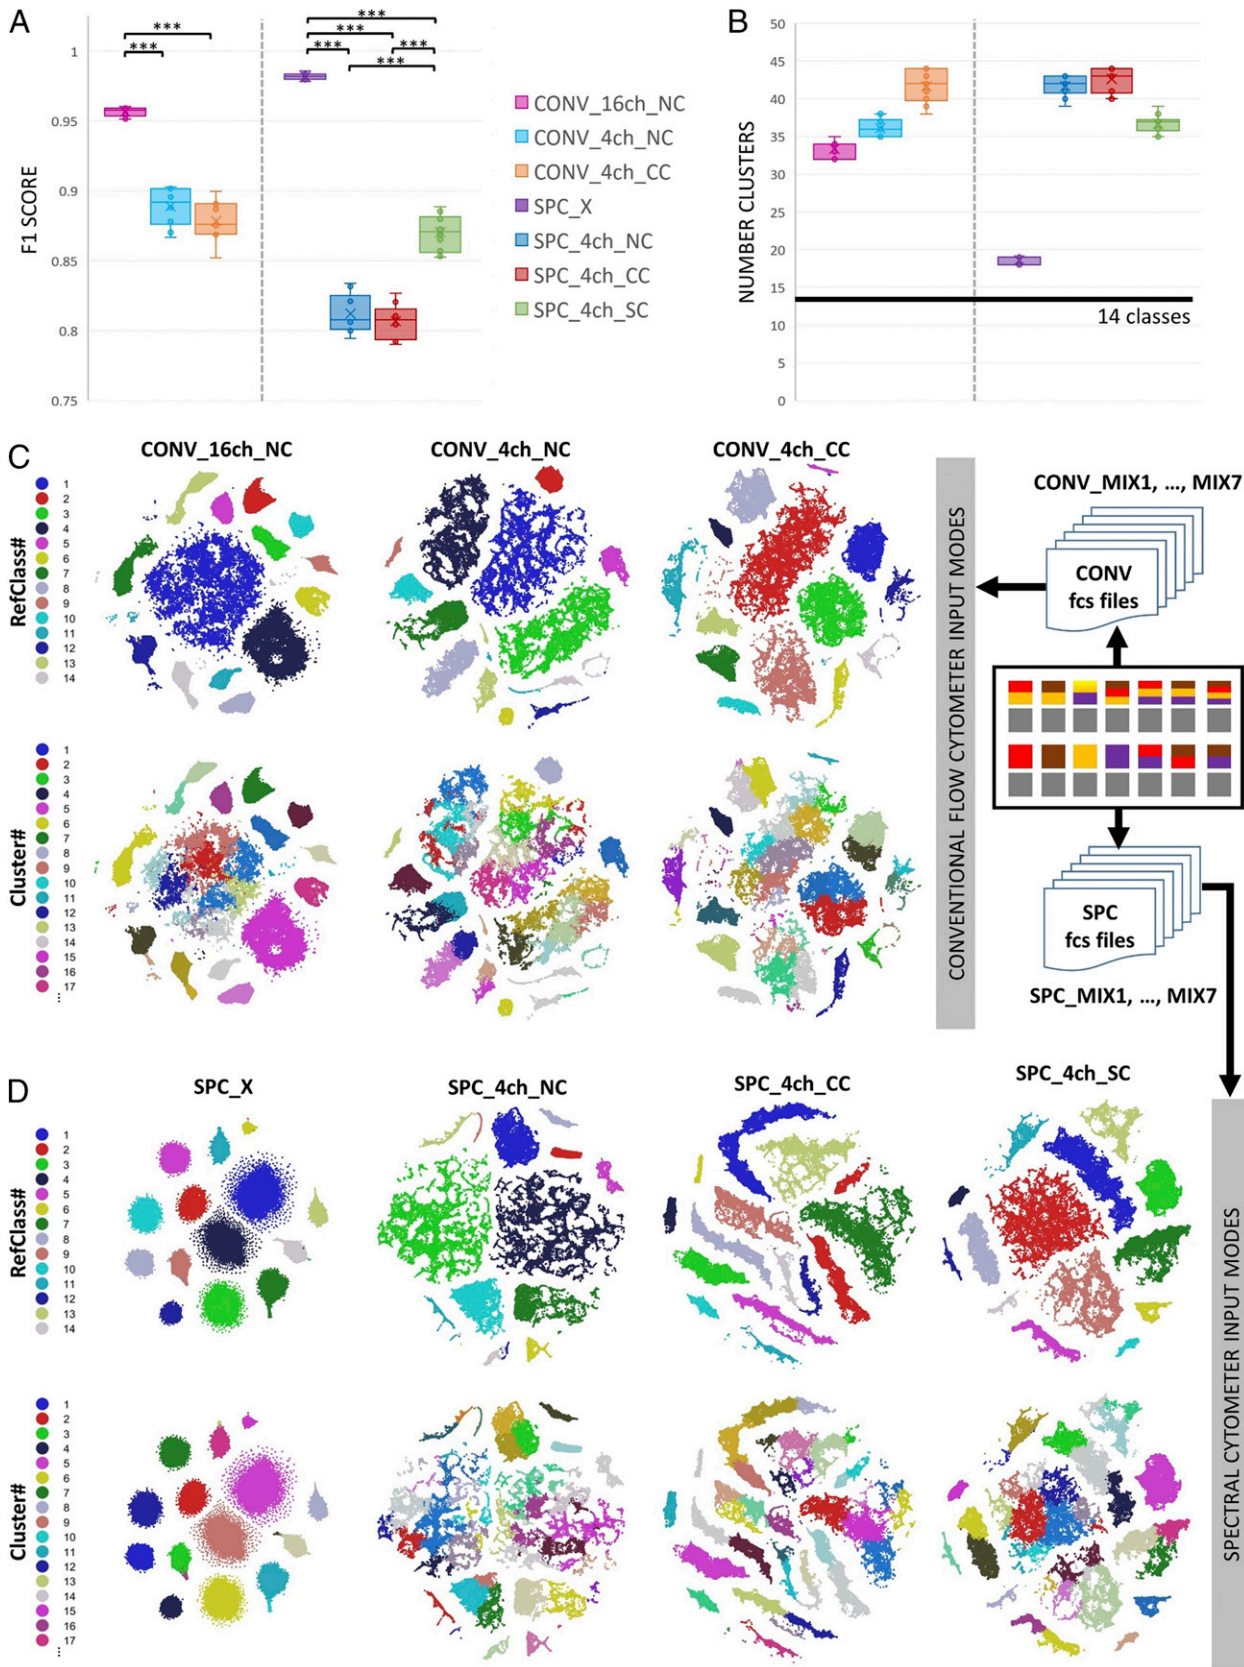 A
F1 SCORE
1
0.95
0.9
0.85
0.8
0.75
***
***
***
***
***
***
***
CONV_16ch_NC
CONV_4ch_NC
CONV_4ch_CC
SPC_X
SPC_4ch_NC
SPC_4ch_CC
SPC_4ch_SC
B
NUMBER CLUSTERS
50
45
40
35
30
25
20
15
10
5
0
14 classes
C
CONV_16ch_NC
CONV_4ch_NC
CONV_4ch_CC
RefClass#
1
2
3
4
5
6
7
8
9
10
11
12
13
14
Cluster#
1
2
3
4
5
6
7
8
9
10
11
12
13
14
15
16
17
...
CONVENTIONAL FLOW CYTOMETER INPUT MODES
CONV_MIX1, ..., MIX7
CONV
fcs files
SPC
fcs files
SPC_MIX1, ..., MIX7
D
SPC_X
SPC_4ch_NC
SPC_4ch_CC
SPC_4ch_SC
RefClass#
1
2
3
4
5
6
7
8
9
10
11
12
13
14
Cluster#
1
2
3
4
5
6
7
8
9
10
11
12
13
14
15
16
17
...
SPECTRAL CYTOMETER INPUT MODES